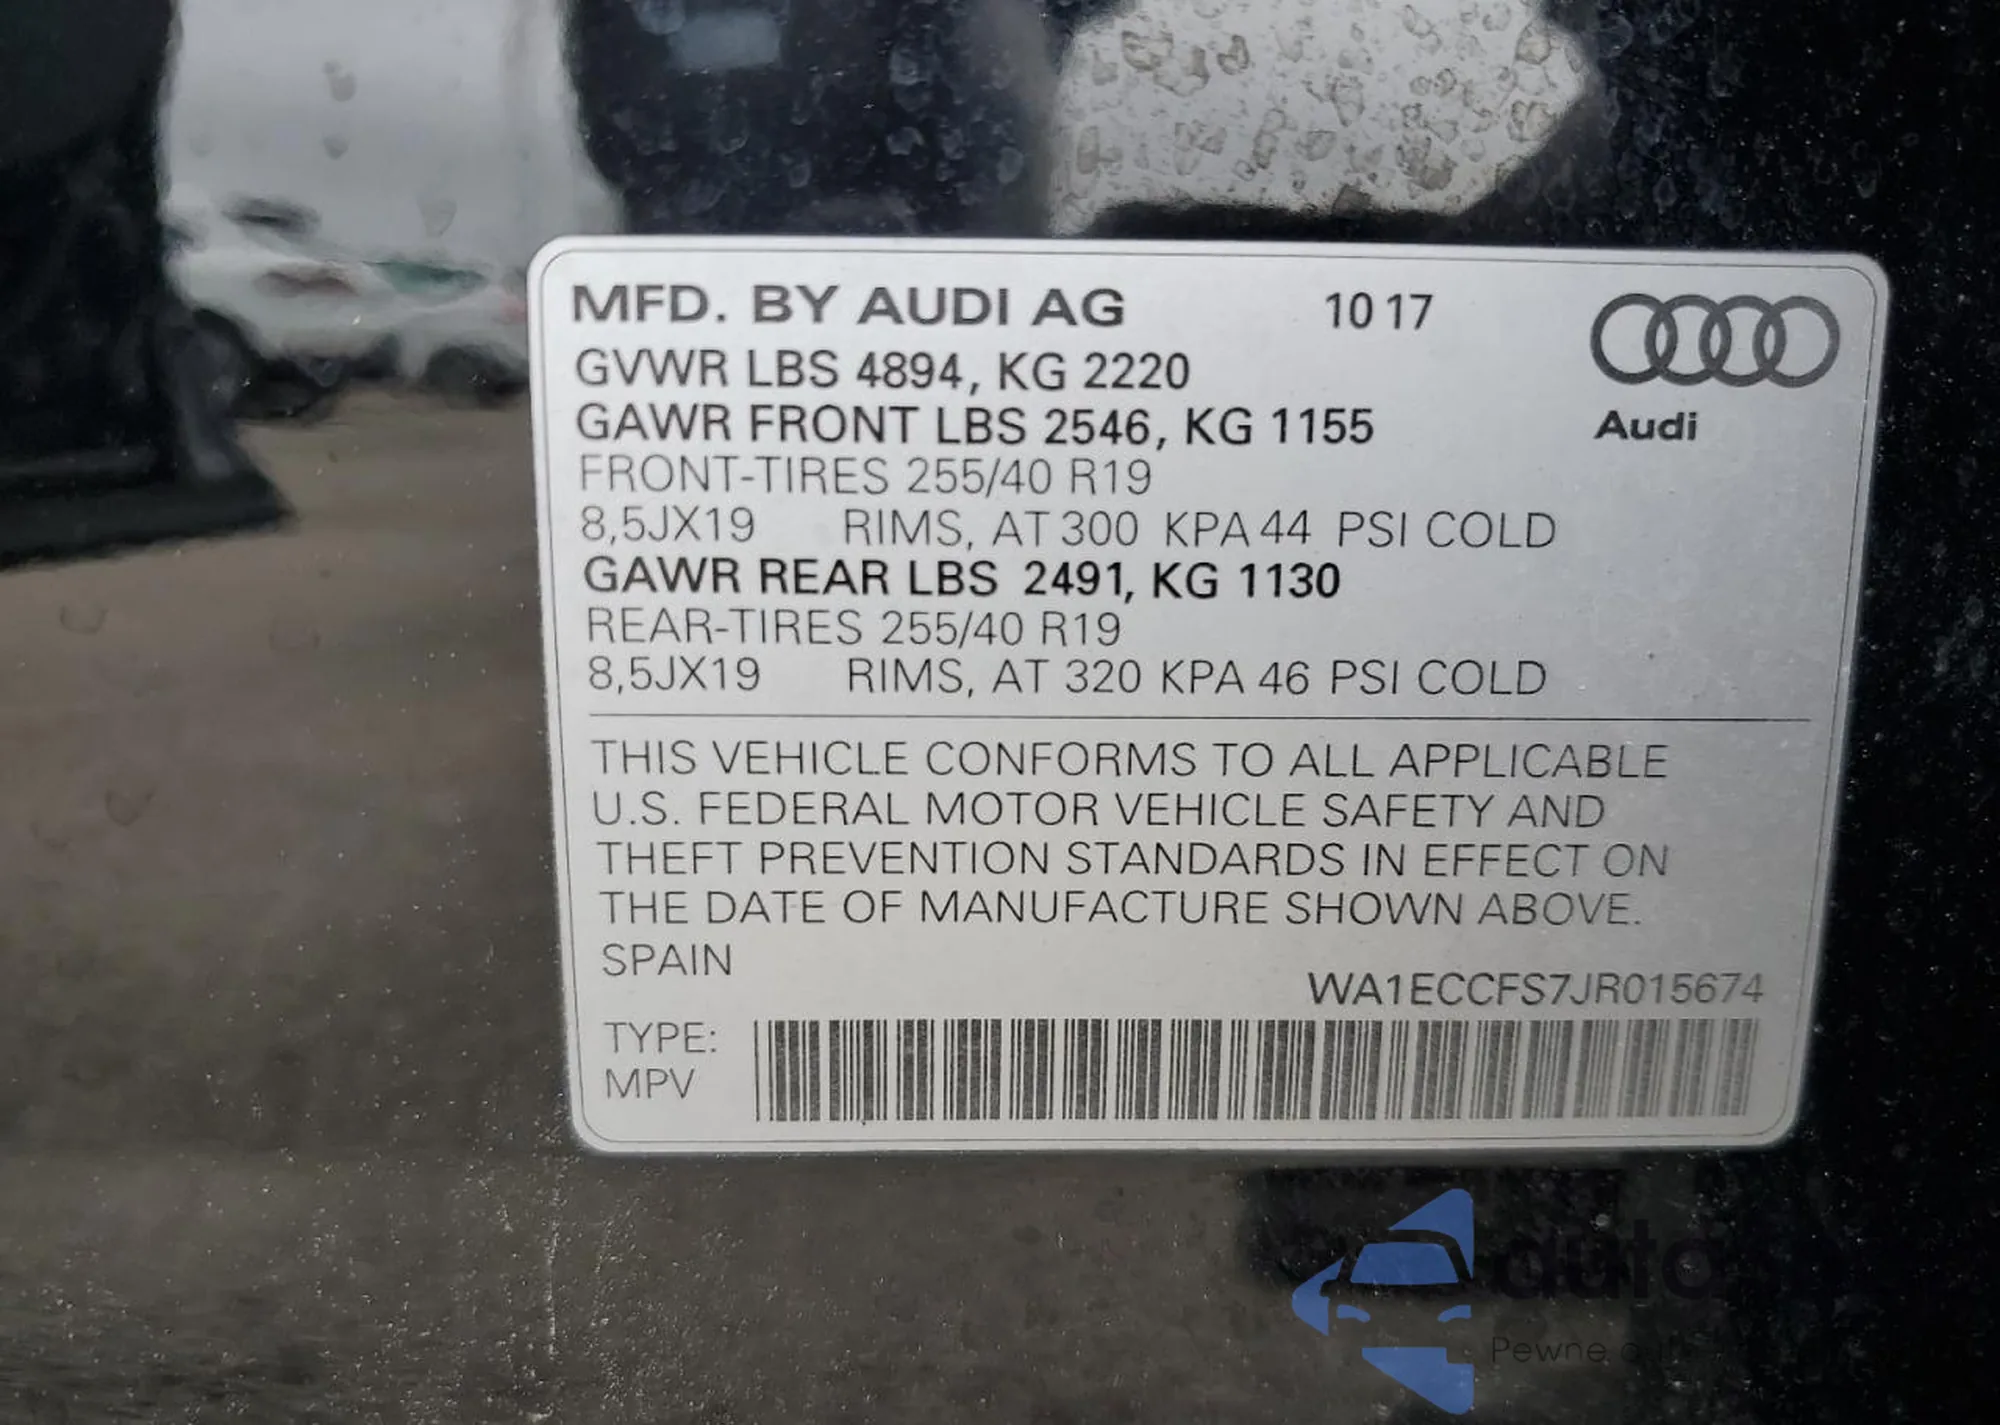 MFD. BY AUDI AG 10 17
GVWR LBS 4894, KG 2220
GAWR FRONT LBS 2546, KG 1155
Audi
FRONT-TIRES 255/40 R19
8,5JX19 RIMS, AT 300 KPA 44 PSI COLD
GAWR REAR LBS 2491, KG 1130
REAR-TIRES 255/40 R19
8,5JX19 RIMS, AT 320 KPA 46 PSI COLD
THIS VEHICLE CONFORMS TO ALL APPLICABLE
U.S. FEDERAL MOTOR VEHICLE SAFETY AND
THEFT PREVENTION STANDARDS IN EFFECT ON
THE DATE OF MANUFACTURE SHOWN ABOVE.
SPAIN
WA1ECCFS7JR015674
TYPE:
MPV
auto
Pewne